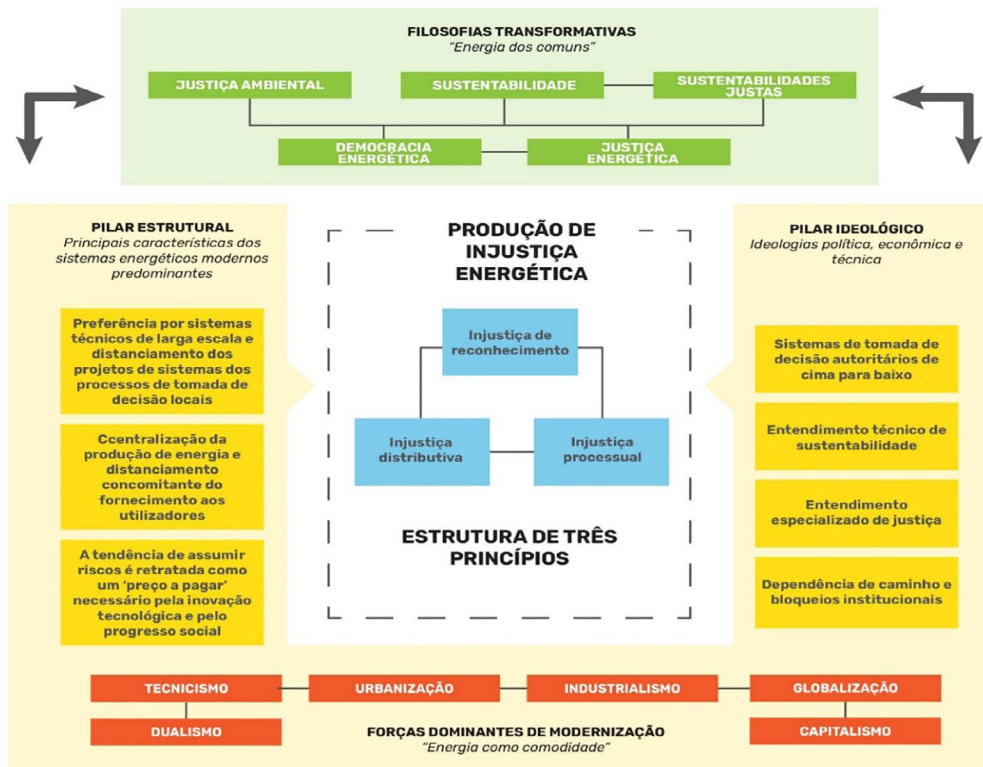 FILOSOFIAS TRANSFORMATIVAS
"Energia dos comuns"
JUSTIÇA AMBIENTAL
SUSTENTABILIDADE
SUSTENTABILIDADES
JUSTAS
DEMOCRACIA
ENERGÉTICA
JUSTIÇA
ENERGÉTICA
PILAR ESTRUTURAL
Principais características dos
sistemas energéticos modernos
predominantes
Preferência por sistemas
técnicos de larga escala e
distanciamento dos
projetos de sistemas dos
processos de tomada de
decisão locais
Ccentralização da
produção de energia e
distanciamento
concomitante do
fornecimento aos
utilizadores
A tendência de assumir
riscos é retratada como
um 'preço a pagar'
necessário pela inovação
tecnológica e pelo
progresso social
PRODUÇÃO DE
INJUSTIÇA
ENERGÉTICA
Injustiça de
reconhecimento
Injustiça
distributiva
Injustiça
processual
ESTRUTURA DE TRÊS
PRINCÍPIOS
PILAR IDEOLÓGICO
Ideologias política, econômica e
técnica
Sistemas de tomada de
decisão autoritários de
cima para baixo
Entendimento técnico de
sustentabilidade
Entendimento
especializado de justiça
Dependência de caminho e
bloqueios institucionais
TECNICISMO
URBANIZAÇÃO
INDUSTRIALISMO
GLOBALIZAÇÃO
DUALISMO
CAPITALISMO
FORÇAS DOMINANTES DE MODERNIZAÇÃO
"Energia como comodidade"